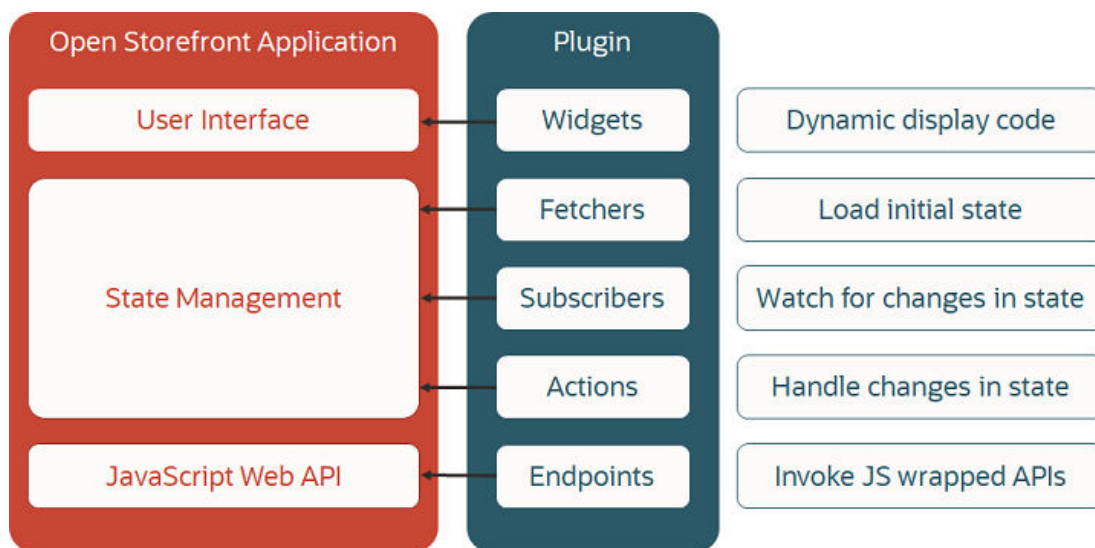 Open Storefront Application
Plugin
User Interface
Widgets
Dynamic display code
Fetchers
Load initial state
State Management
Subscribers
Watch for changes in state
Actions
Handle changes in state
JavaScript Web API
Endpoints
Invoke JS wrapped APIs